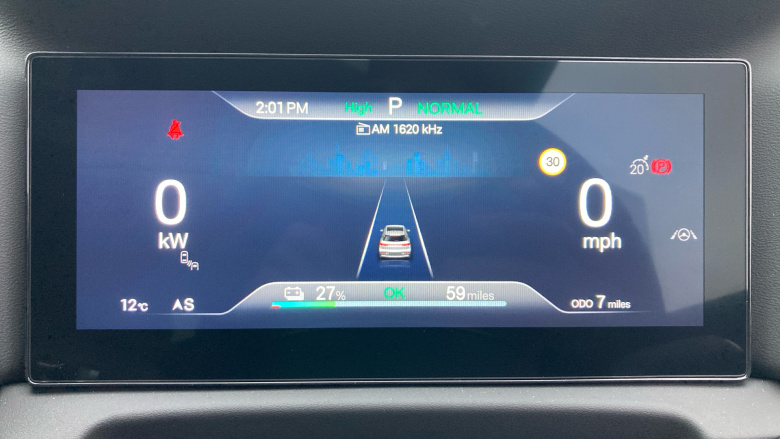 2:01 PM High P NORMAL
AM 1620 kHz
30
20 P
0 0
kW mph
27% OK 59 miles
12°C AS ODO 7 miles